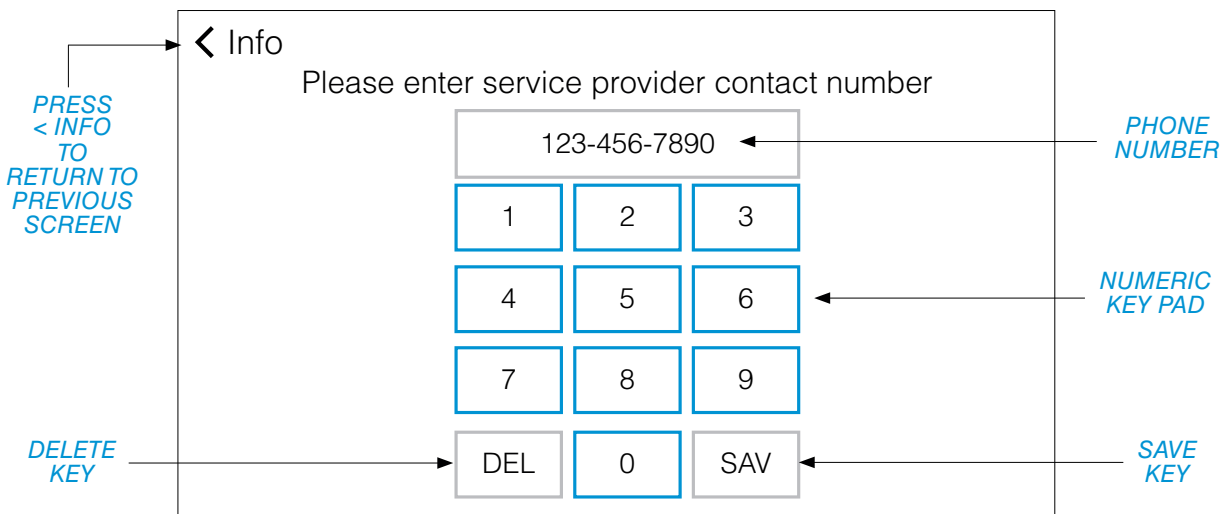 < Info
Please enter service provider contact number
PRESS
< INFO
TO
RETURN TO
PREVIOUS
SCREEN
123-456-7890
PHONE
NUMBER
1 2 3
4 5 6
NUMERIC
KEY PAD
7 8 9
DELETE
KEY
DEL 0 SAV
SAVE
KEY